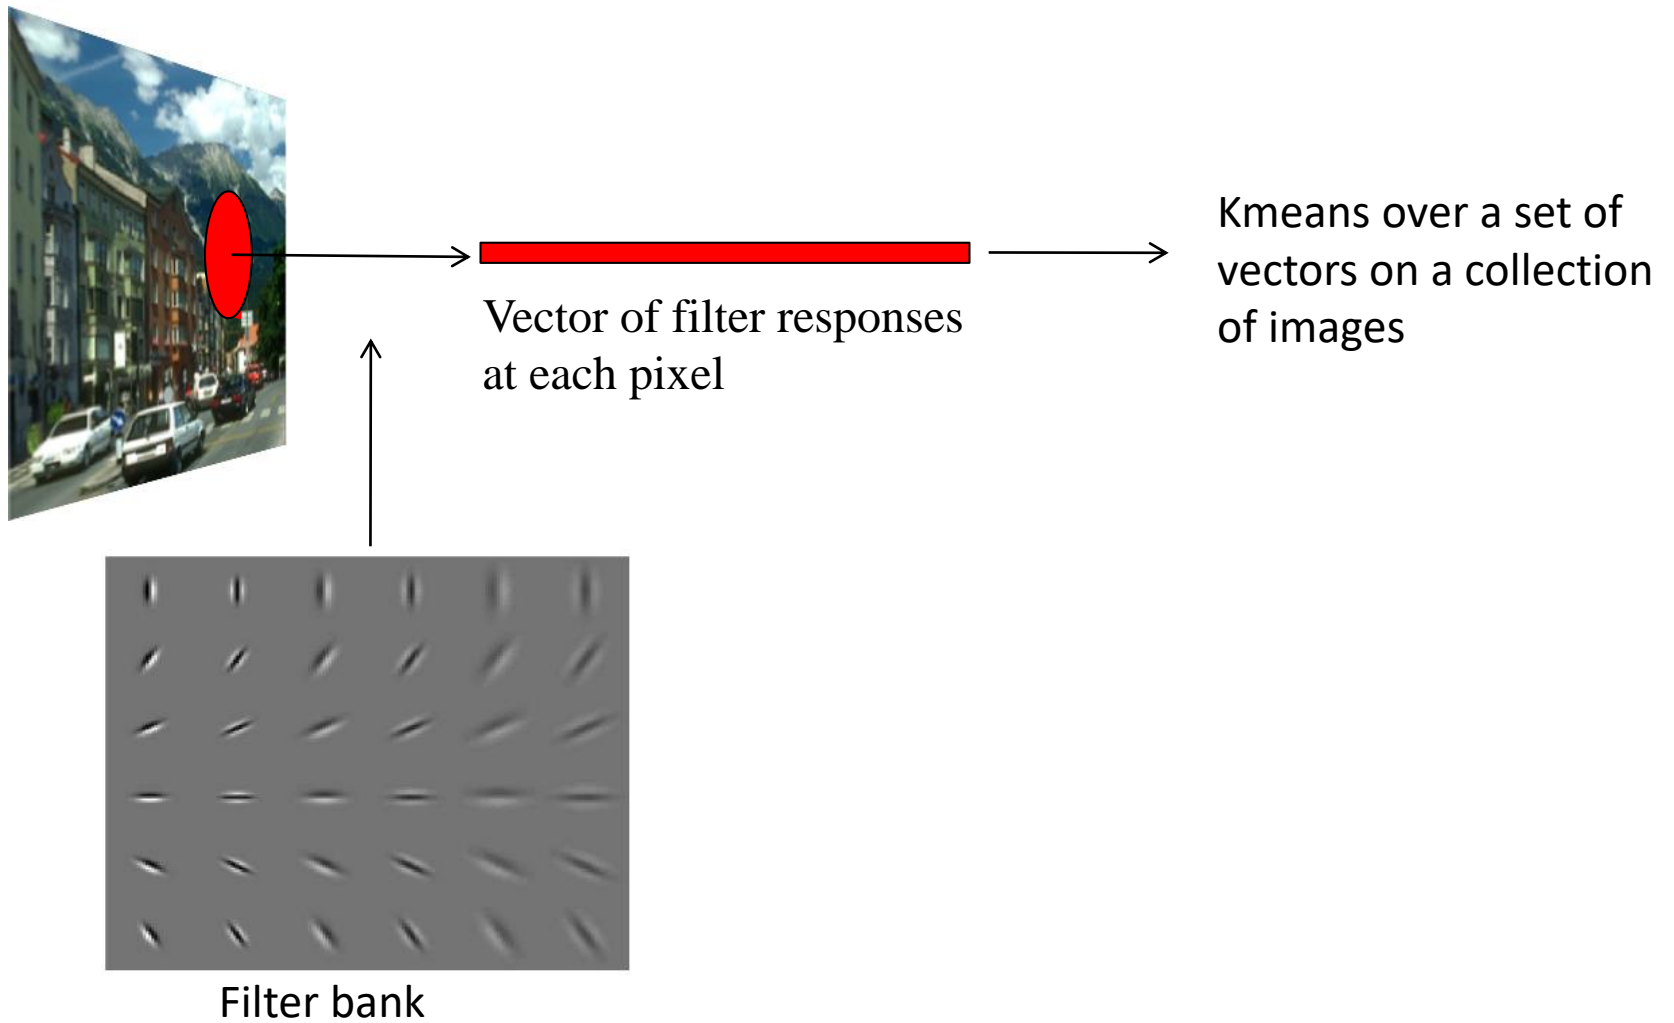 Kmeans over a set of
vectors on a collection
of images
Vector of filter responses
at each pixel
Filter bank